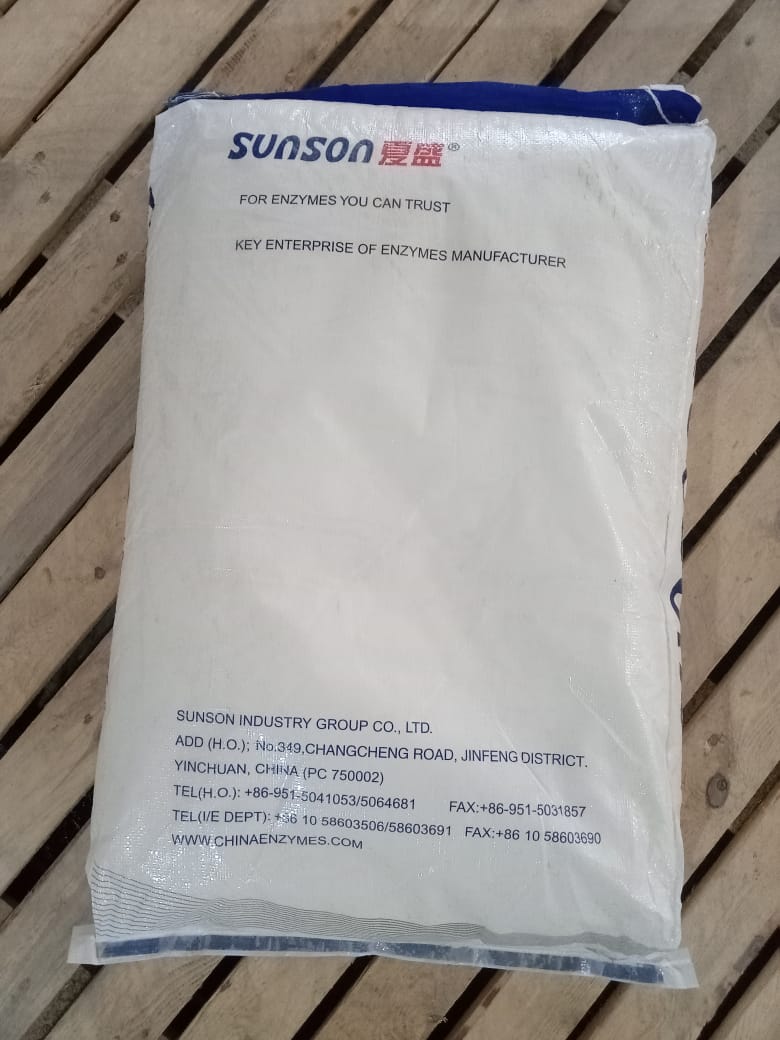 SUNSON 夏盛®
FOR ENZYMES YOU CAN TRUST
KEY ENTERPRISE OF ENZYMES MANUFACTURER
SUNSON INDUSTRY GROUP CO., LTD.
ADD (H.O.); No.349,CHANGCHENG ROAD, JINFENG DISTRICT.
YINCHUAN, CHINA (PC 750002)
TEL(H.O.): +86-951-5041053/5064681 FAX:+86-951-5031857
TEL(I/E DEPT): +86 10 58603506/58603691 FAX:+86 10 58603690
WWW.CHINAENZYMES.COM